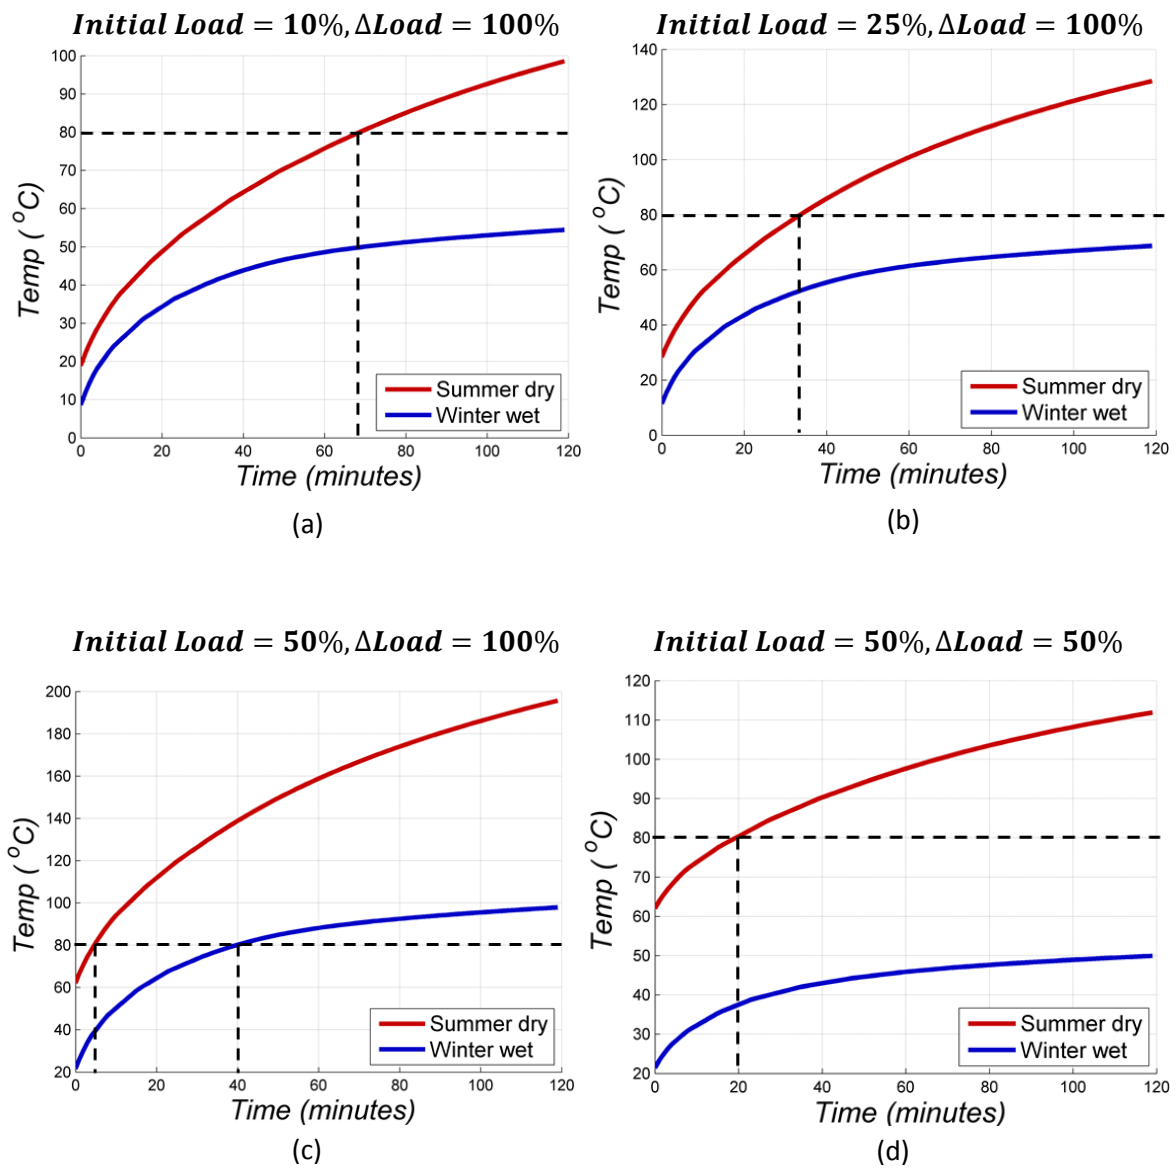 Initial Load = 10%, ΔLoad = 100%
100
90
80
70
60
50
40
30
20
10
0
Temp ( °C)
Summer dry
Winter wet
0 20 40 60 80 100 120
Time (minutes)
(a)
Initial Load = 25%, ΔLoad = 100%
140
120
100
80
60
40
20
0
Temp ( °C)
Summer dry
Winter wet
0 20 40 60 80 100 120
Time (minutes)
(b)
Initial Load = 50%, ΔLoad = 100%
200
180
160
140
120
100
80
60
40
20
Temp ( °C)
Summer dry
Winter wet
0 20 40 60 80 100 120
Time (minutes)
(c)
Initial Load = 50%, ΔLoad = 50%
120
110
100
90
80
70
60
50
40
30
20
Temp ( °C)
Summer dry
Winter wet
0 20 40 60 80 100 120
Time (minutes)
(d)